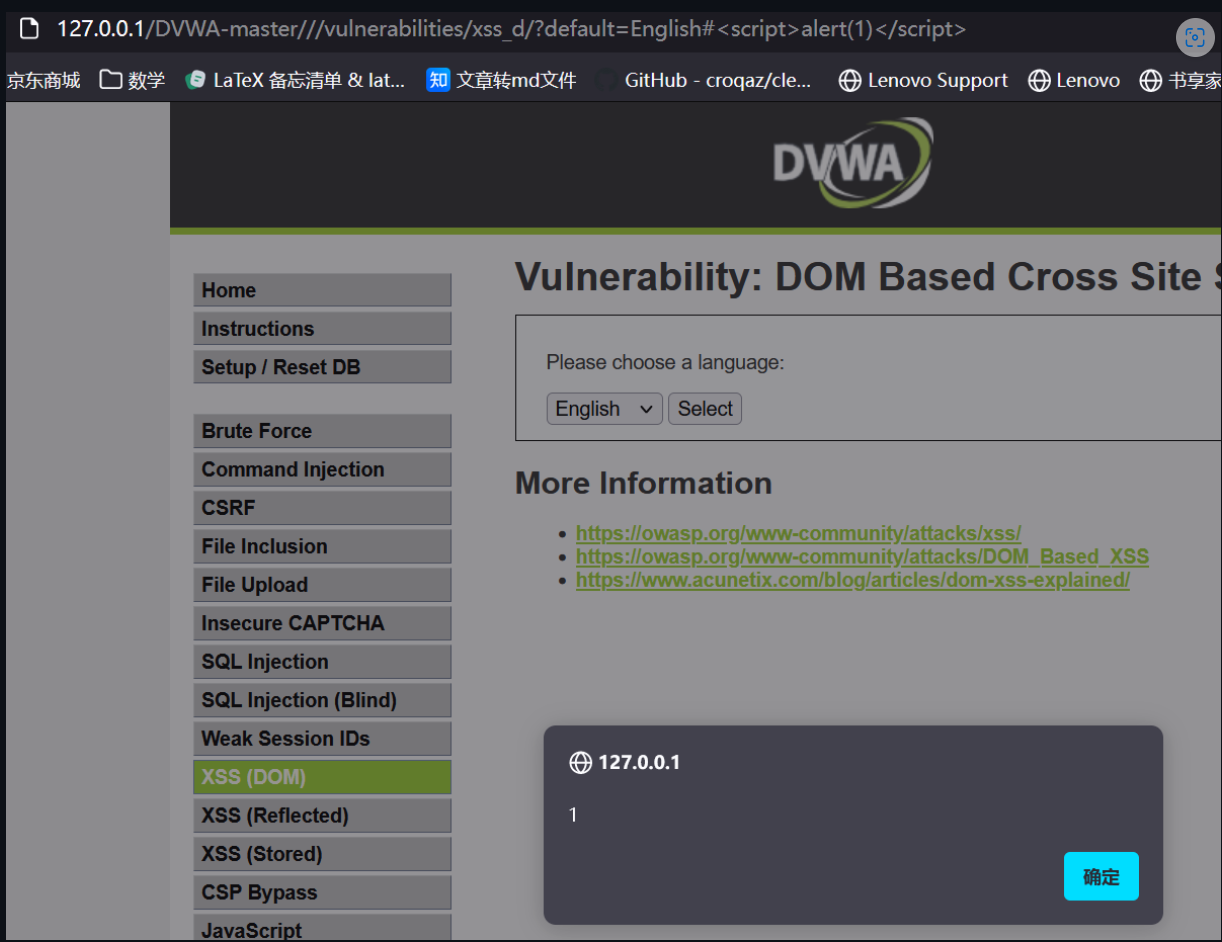 127.0.0.1/DVWA-master///vulnerabilities/xss_d/?default=English#<script>alert(1)</script>
京东商城 数学 LaTeX 备忘清单 & lat... 知 文章转md文件 GitHub - croqaz/cle... Lenovo Support Lenovo 书享家
DVWA
Vulnerability: DOM Based Cross Site S
Home
Instructions
Setup / Reset DB
Please choose a language:
English Select
Brute Force
Command Injection
CSRF
File Inclusion
File Upload
Insecure CAPTCHA
SQL Injection
SQL Injection (Blind)
Weak Session IDs
XSS (DOM)
XSS (Reflected)
XSS (Stored)
CSP Bypass
JavaScript
More Information
https://owasp.org/www-community/attacks/xss/
https://owasp.org/www-community/attacks/DOM_Based_XSS
https://www.acunetix.com/blog/articles/dom-xss-explained/
127.0.0.1
1
确定